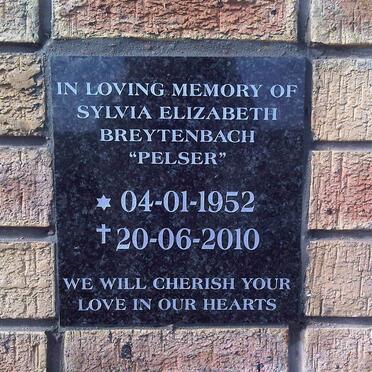 IN LOVING MEMORY OF
SYLVIA ELIZABETH
BREYTENBACH
“PELSER”
✡ 04-01-1952
✝ 20-06-2010
WE WILL CHERISH YOUR
LOVE IN OUR HEARTS